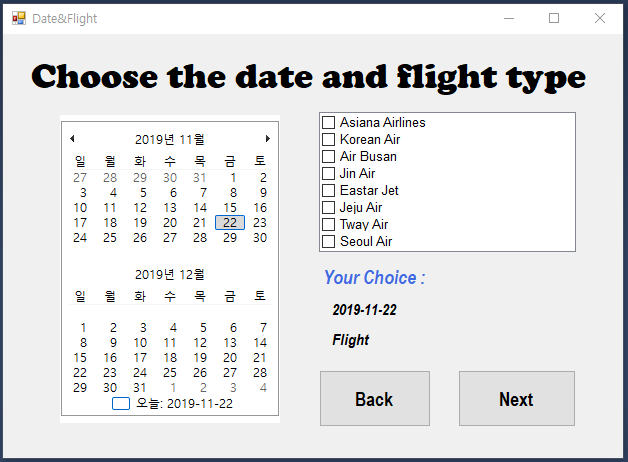 Date&Flight
Choose the date and flight type
2019년 11월
일 월 화 수 목 금 토
27 28 29 30 31 1 2
3 4 5 6 7 8 9
10 11 12 13 14 15 16
17 18 19 20 21 22 23
24 25 26 27 28 29 30
2019년 12월
일 월 화 수 목 금 토
1 2 3 4 5 6 7
8 9 10 11 12 13 14
15 16 17 18 19 20 21
22 23 24 25 26 27 28
29 30 31 1 2 3 4
오늘: 2019-11-22
Asiana Airlines
Korean Air
Air Busan
Jin Air
Eastar Jet
Jeju Air
Tway Air
Seoul Air
Your Choice :
2019-11-22
Flight
Back
Next